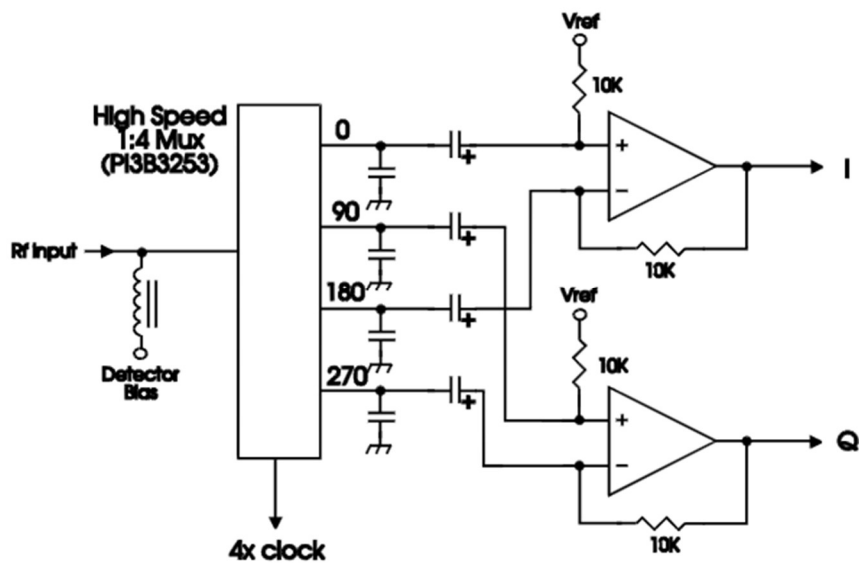 Vref
10K
High Speed
1:4 Mux
(PI3B3253)
0
+
+
I
90
−
Rf Input
+
10K
180
Vref
+
10K
Detector
Bias
270
+
+
Q
−
10K
4x clock